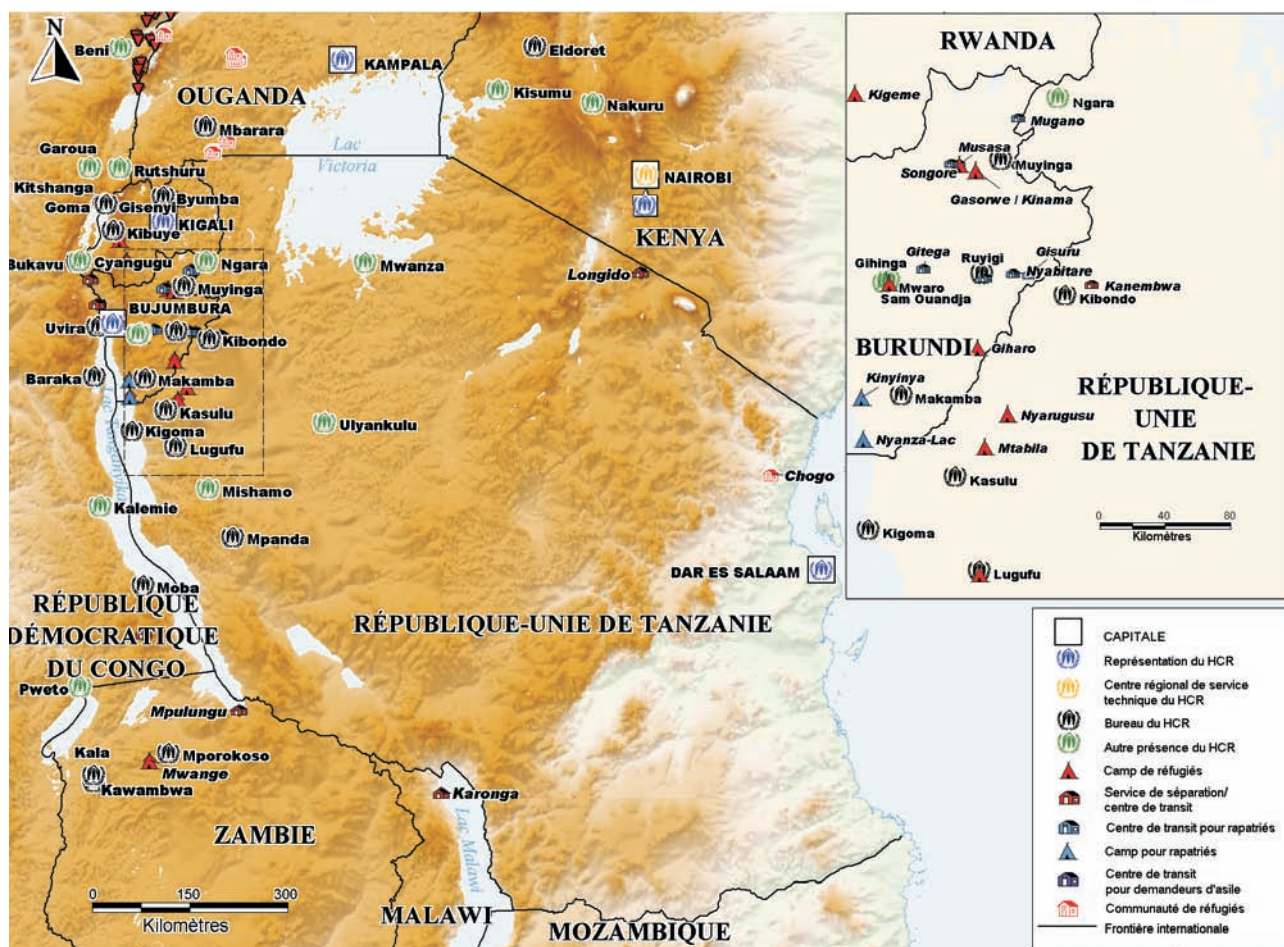 N
Beni
KAMPALA
Eldoret
OUGANDA
Kisumu
Nakuru
Mbarara
Lac
Victoria
Garoua
Rutshuru
Kitshanga
NAIROBI
Byumba
Goma
Gisenyi
KIGALI
KENYA
Kibuye
Bukavu
Cyangugu
Ngara
Mwanza
Longido
Muyinga
BUJUMBURA
Uvira
Kibondo
Baraka
Makamba
Kasulu
Ulyankulu
Kigoma
Lugufu
Chogo
Mishamo
Kalemie
Mpanda
DAR ES SALAAM
Moba
RÉPUBLIQUE
DÉMOCRATIQUE
DU CONGO
RÉPUBLIQUE-UNIE DE TANZANIE
Pweto
Mpulungu
Kala
Mporokoso
Mwange
Kawambwa
Karonga
Lac Malawi
ZAMBIE
0 150 300
Kilomètres
MALAWI
MOZAMBIQUE
RWANDA
Kigeme
Ngara
Mugano
Musasa
Muyinga
Songore
Gasorwe / Kinama
Gitega
Ruyigi
Gisuru
Gihinga
Nyabitare
Mwaro
Kanembwa
Sam Ouandja
Kibondo
BURUNDI
Giharo
Kinyinya
Makamba
RÉPUBLIQUE-
UNIE
DE TANZANIE
Nyarugusu
Nyanza-Lac
Mtabila
Kasulu
0 40 80
Kilomètres
Kigoma
Lugufu
CAPITALE
Représentation du HCR
Centre régional de service
technique du HCR
Bureau du HCR
Autre présence du HCR
Camp de réfugiés
Service de séparation/
centre de transit
Centre de transit pour rapatriés
Camp pour rapatriés
Centre de transit
pour demandeurs d'asile
Communauté de réfugiés
Frontière internationale